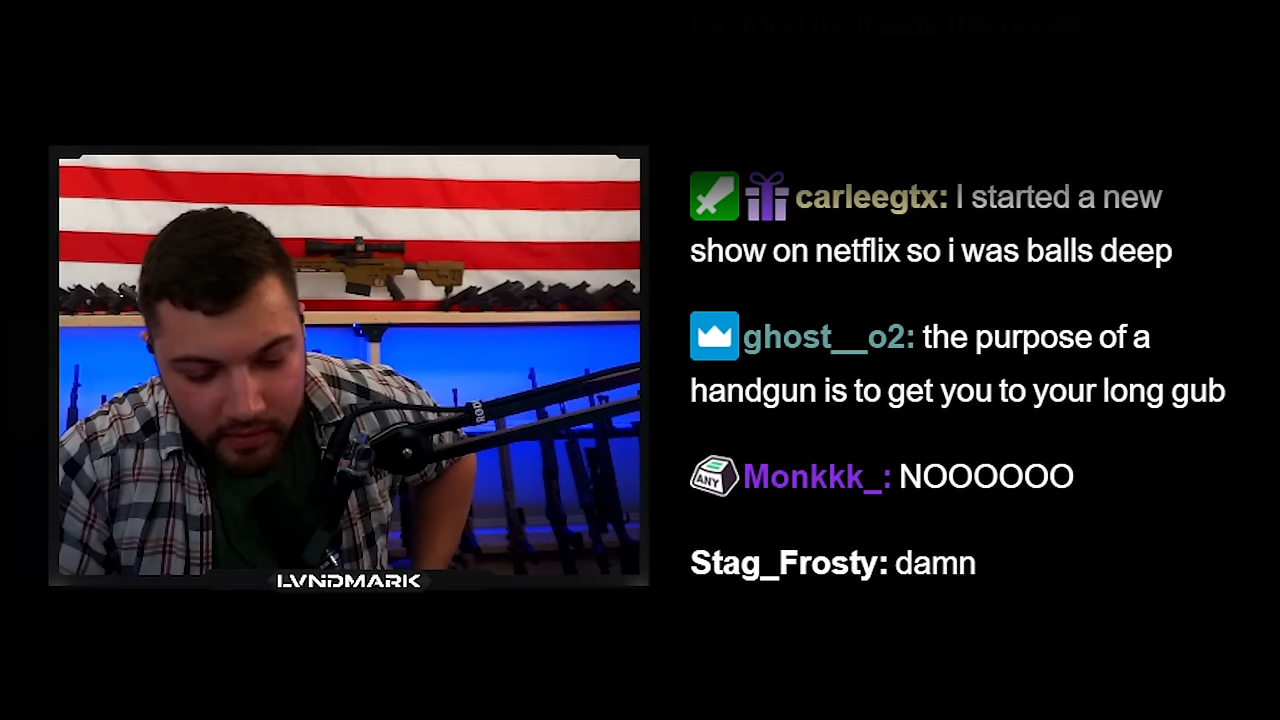 carleegtx: I started a new
show on netflix so i was balls deep
ghost__o2: the purpose of a
handgun is to get you to your long gub
ANY Monkkk_: NOOOOOO
Stag_Frosty: damn
LVNDMARK